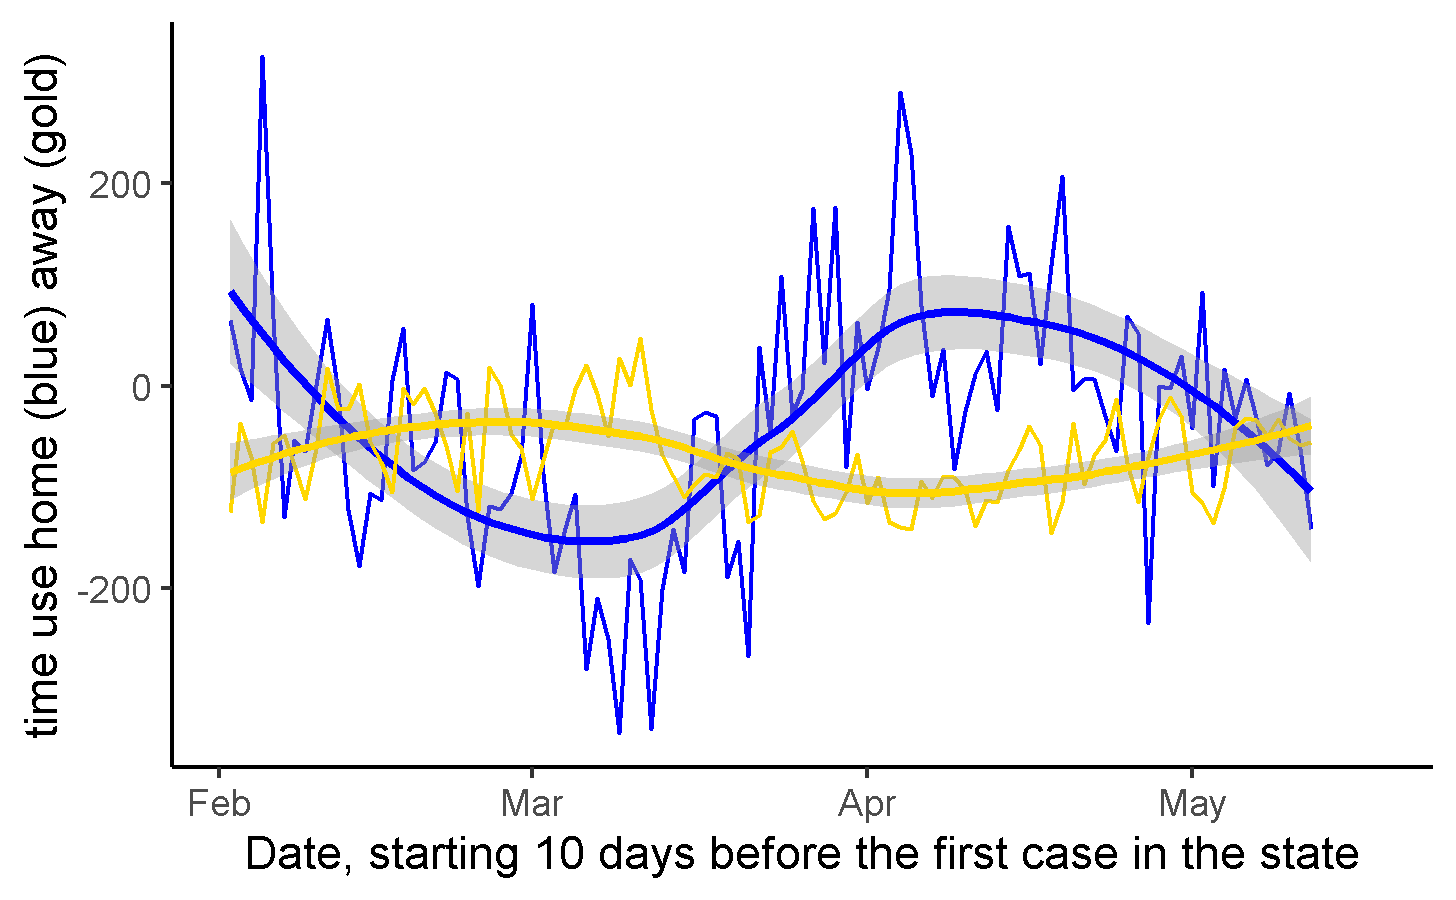 time use home (blue) away (gold)
200
0
-200
Feb Mar Apr May
Date, starting 10 days before the first case in the state